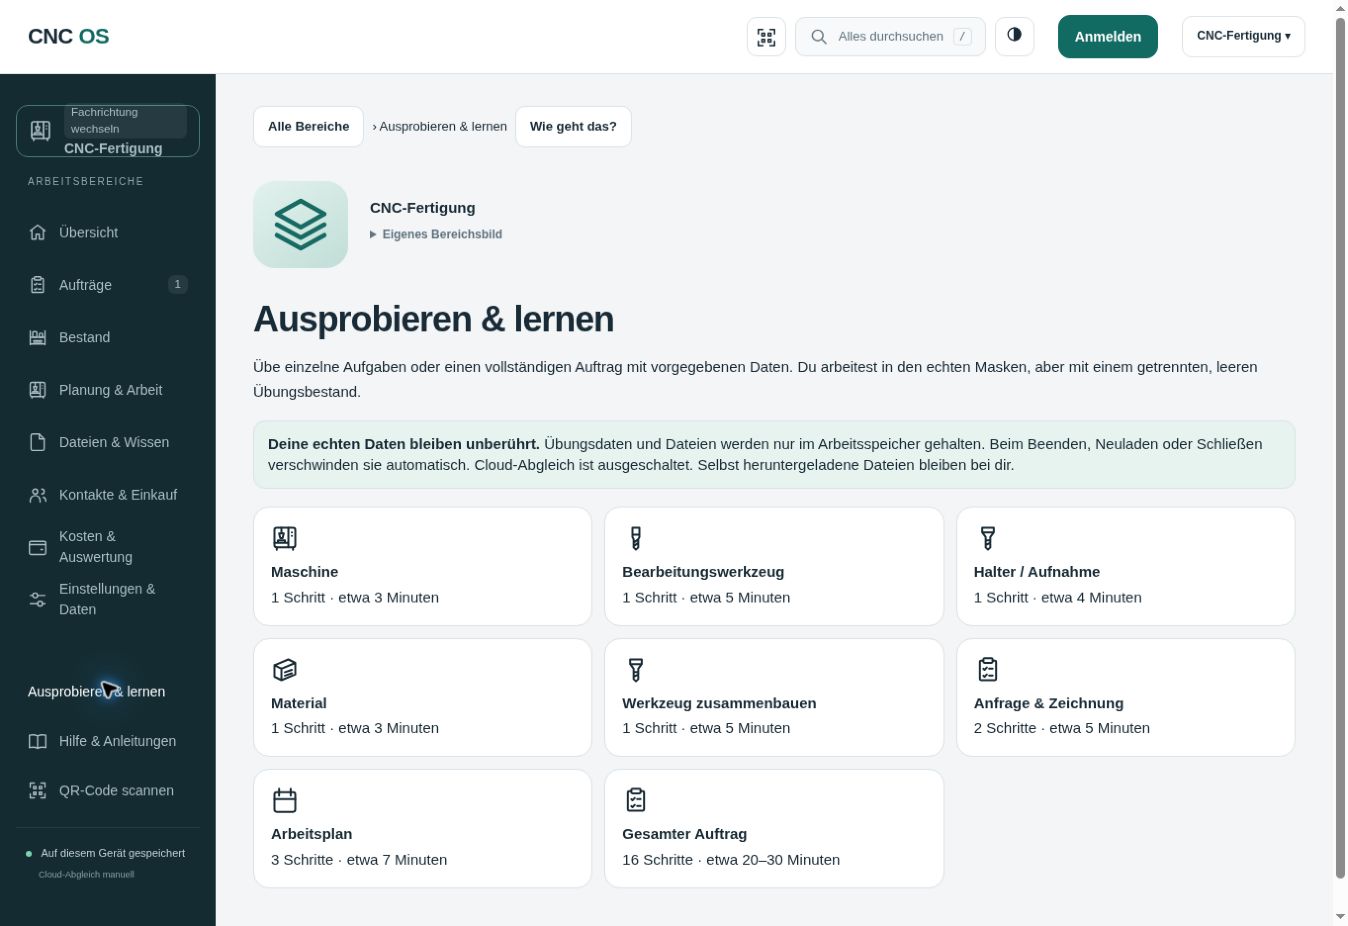 CNC OS
Alles durchsuchen /
Anmelden
CNC-Fertigung ▾
Fachrichtung
wechseln
CNC-Fertigung
ARBEITSBEREICHE
Übersicht
Aufträge 1
Bestand
Planung & Arbeit
Dateien & Wissen
Kontakte & Einkauf
Kosten &
Auswertung
Einstellungen &
Daten
Ausprobieren & lernen
Hilfe & Anleitungen
QR-Code scannen
Auf diesem Gerät gespeichert
Cloud-Abgleich manuell
Alle Bereiche › Ausprobieren & lernen Wie geht das?
CNC-Fertigung
▶ Eigenes Bereichsbild
Ausprobieren & lernen
Übe einzelne Aufgaben oder einen vollständigen Auftrag mit vorgegebenen Daten. Du arbeitest in den echten Masken, aber mit einem getrennten, leeren
Übungsbestand.
Deine echten Daten bleiben unberührt. Übungsdaten und Dateien werden nur im Arbeitsspeicher gehalten. Beim Beenden, Neuladen oder Schließen
verschwinden sie automatisch. Cloud-Abgleich ist ausgeschaltet. Selbst heruntergeladene Dateien bleiben bei dir.
Maschine
1 Schritt · etwa 3 Minuten
Bearbeitungswerkzeug
1 Schritt · etwa 5 Minuten
Halter / Aufnahme
1 Schritt · etwa 4 Minuten
Material
1 Schritt · etwa 3 Minuten
Werkzeug zusammenbauen
1 Schritt · etwa 5 Minuten
Anfrage & Zeichnung
2 Schritte · etwa 5 Minuten
Arbeitsplan
3 Schritte · etwa 7 Minuten
Gesamter Auftrag
16 Schritte · etwa 20–30 Minuten